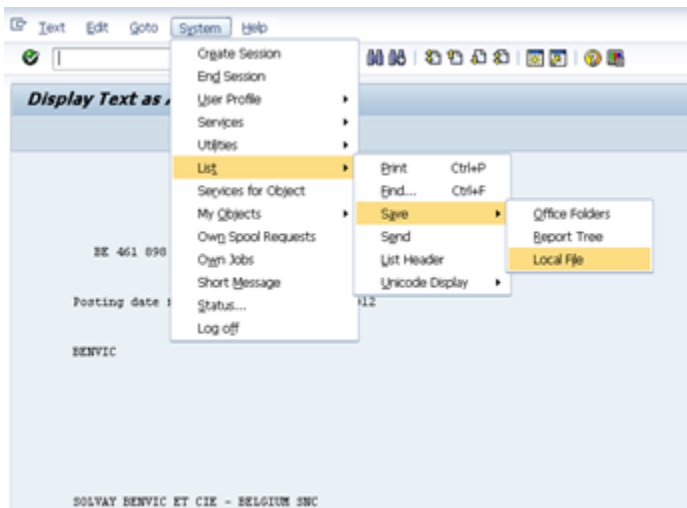 Text Edit Goto System Help
Display Text as
Create Session
End Session
User Profile
Services
Utilities
List
Services for Object
My Objects
Own Spool Requests
Own Jobs
Short Message
Status...
Log off
Print Ctrl+P
Find... Ctrl+F
Save
Send
List Header
Unicode Display
Office Folders
Report Tree
Local File
BE 461 898
Posting date 12
BENVIC
SOLVAY BENVIC ET CIE - BELGIUM SNC